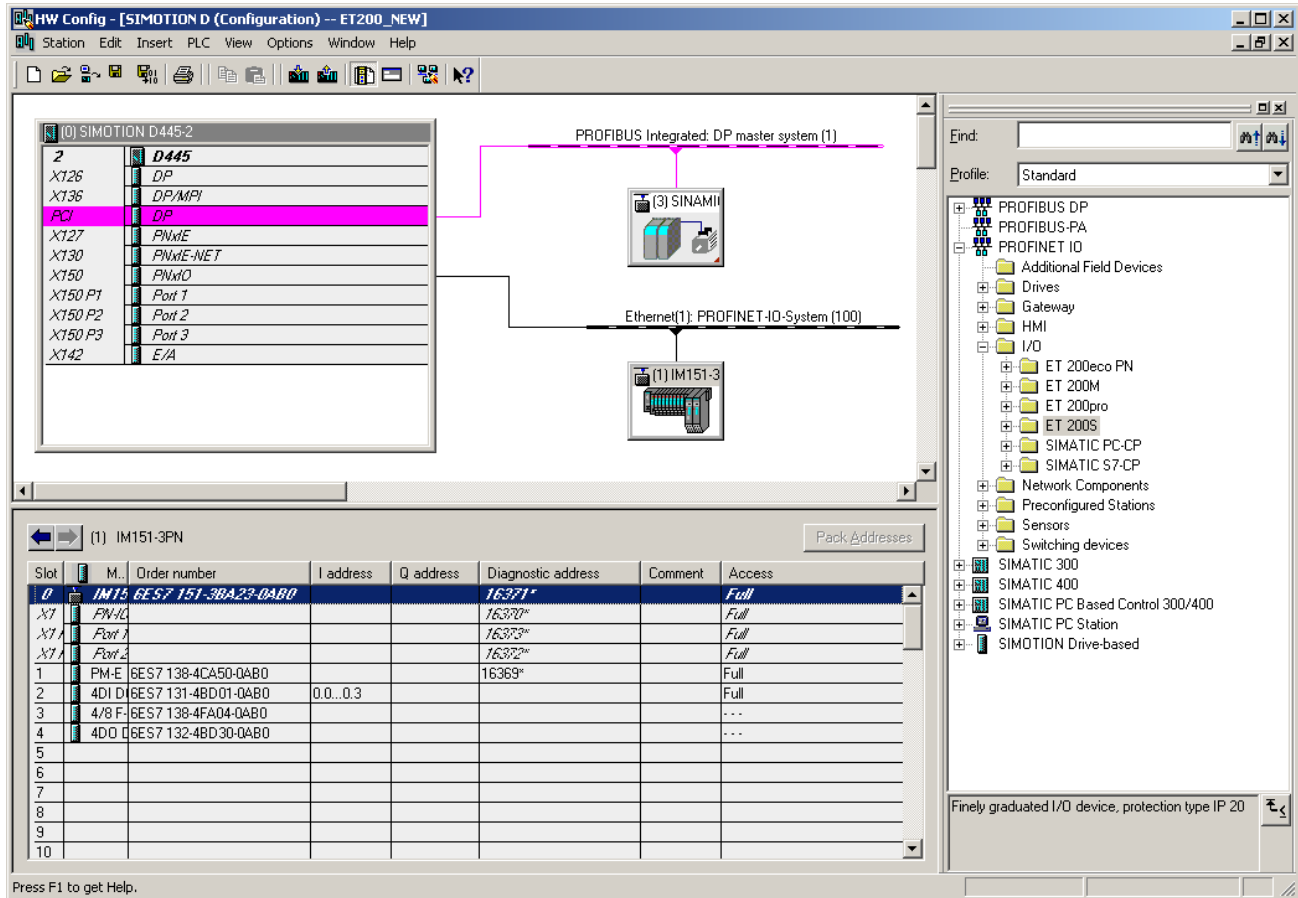 HW Config - [SIMOTION D (Configuration) -- ET200_NEW]
Station Edit Insert PLC View Options Window Help
(0) SIMOTION D445-2
2 D445
X126 DP
X136 DP/MPI
PCI DP
X127 PNxIE
X130 PNxIE-NET
X150 PNxIO
X150 P1 Port 1
X150 P2 Port 2
X150 P3 Port 3
X142 E/A
PROFIBUS Integrated: DP master system (1)
(3) SINAMI
Ethernet(1): PROFINET-IO-System (100)
(1) IM151-3
(1) IM151-3PN
Pack Addresses
Slot M.. Order number I address Q address Diagnostic address Comment Access
0 IM15 6ES7 151-3BA23-0AB0 16371* Full
X1 PN-IO 16370* Full
X1 Port 1 16373* Full
X1 Port 2 16372* Full
1 PM-E 6ES7 138-4CA50-0AB0 16369* Full
2 4DI D 6ES7 131-4BD01-0AB0 0.0...0.3 Full
3 4/8 F- 6ES7 138-4FA04-0AB0 - - -
4 4DO D 6ES7 132-4BD30-0AB0 - - -
5
6
7
8
9
10
Find:
Profile: Standard
PROFIBUS DP
PROFIBUS-PA
PROFINET IO
Additional Field Devices
Drives
Gateway
HMI
I/O
ET 200eco PN
ET 200M
ET 200pro
ET 200S
SIMATIC PC-CP
SIMATIC S7-CP
Network Components
Preconfigured Stations
Sensors
Switching devices
SIMATIC 300
SIMATIC 400
SIMATIC PC Based Control 300/400
SIMATIC PC Station
SIMOTION Drive-based
Finely graduated I/O device, protection type IP 20
Press F1 to get Help.